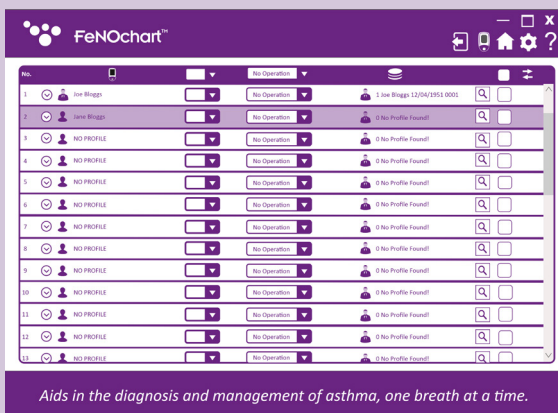 FeNOchart™
?
No. No Operation
1 Joe Bloggs No Operation 1 Joe Bloggs 12/04/1951 0001
2 Jane Bloggs No Operation 0 No Profile Found!
3 NO PROFILE No Operation 0 No Profile Found!
4 NO PROFILE No Operation 0 No Profile Found!
5 NO PROFILE No Operation 0 No Profile Found!
6 NO PROFILE No Operation 0 No Profile Found!
7 NO PROFILE No Operation 0 No Profile Found!
8 NO PROFILE No Operation 0 No Profile Found!
9 NO PROFILE No Operation 0 No Profile Found!
10 NO PROFILE No Operation 0 No Profile Found!
11 NO PROFILE No Operation 0 No Profile Found!
12 NO PROFILE No Operation 0 No Profile Found!
13 NO PROFILE No Operation 0 No Profile Found!
Aids in the diagnosis and management of asthma, one breath at a time.